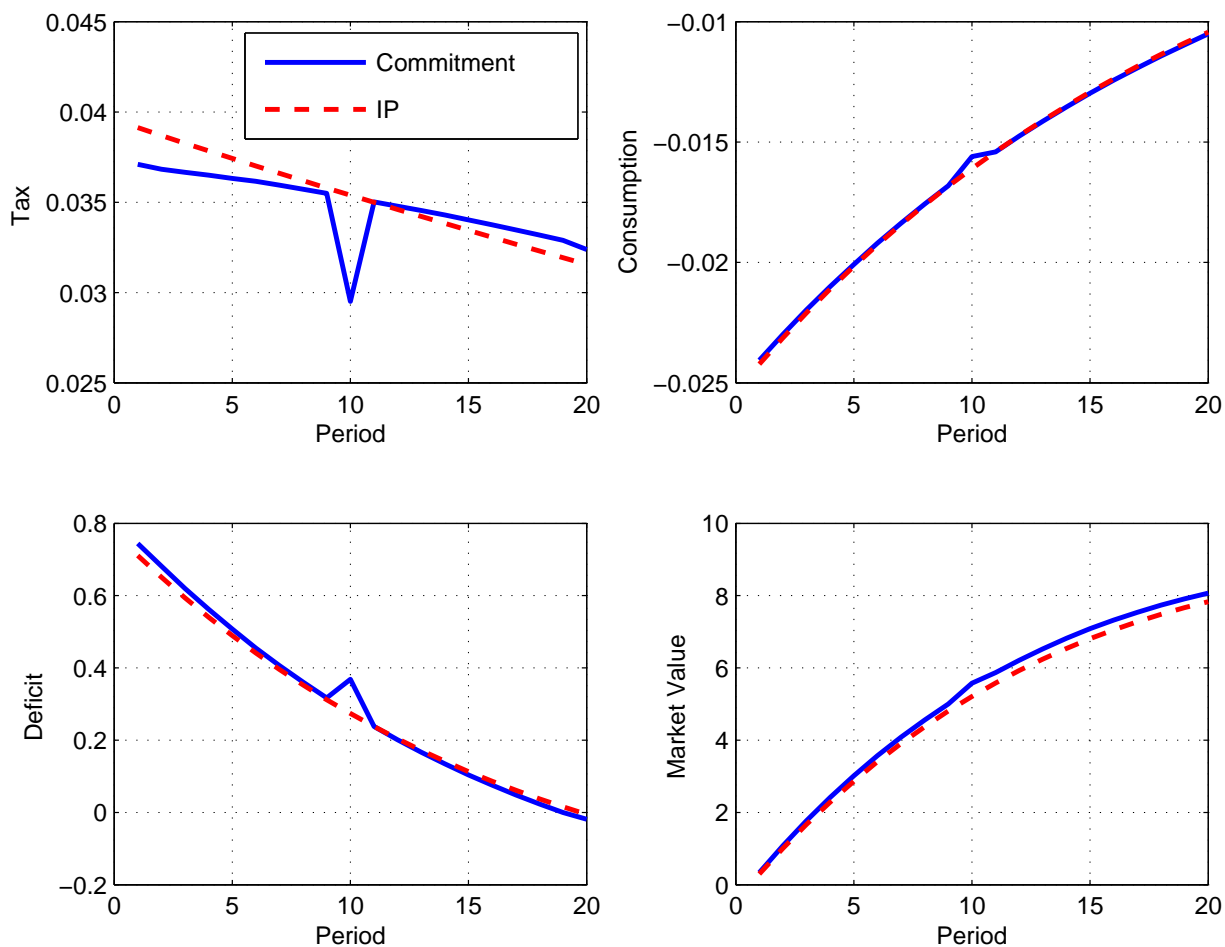 0.045
0.04
0.035
0.03
0.025
Tax
0 5 10 15 20
Period
Commitment
IP
−0.01
−0.015
−0.02
−0.025
Consumption
0 5 10 15 20
Period
0.8
0.6
0.4
0.2
0
−0.2
Deficit
0 5 10 15 20
Period
10
8
6
4
2
0
Market Value
0 5 10 15 20
Period